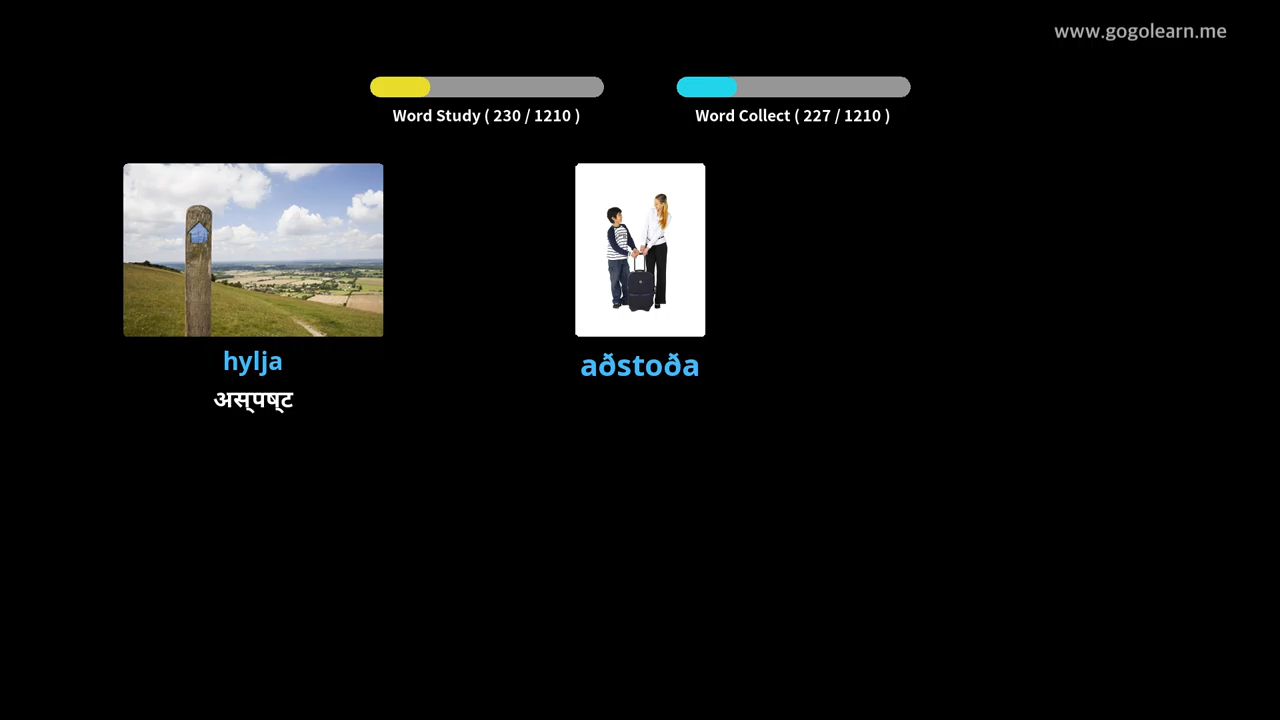 www.gogolearn.me
Word Study ( 230 / 1210 )
Word Collect ( 227 / 1210 )
hylja
अस्‌पष्‌ट
aðstoða